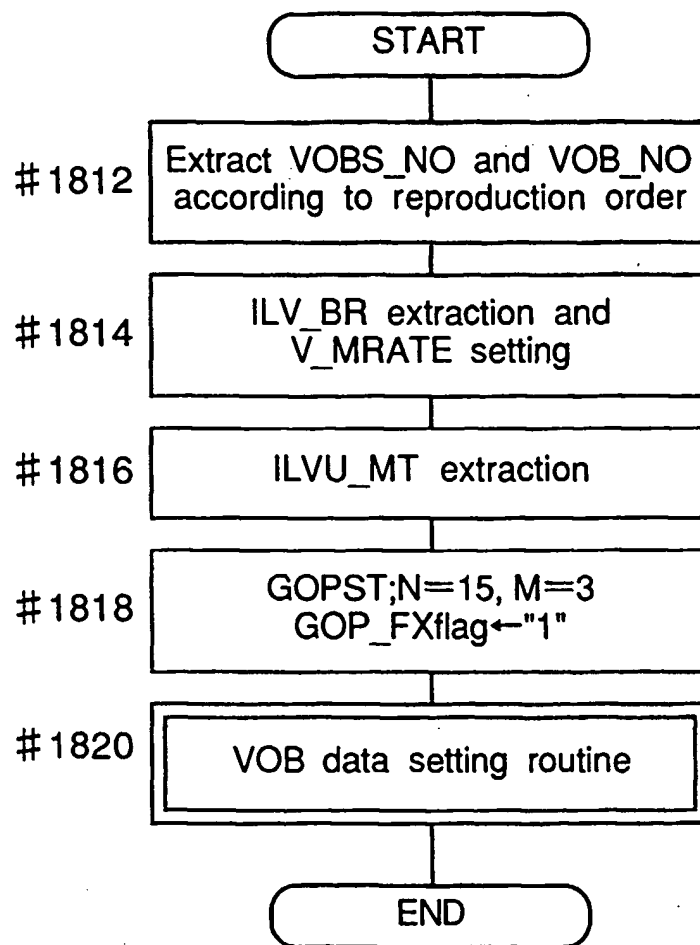 START
#1812
Extract VOBS_NO and VOB_NO
according to reproduction order
#1814
ILV_BR extraction and
V_MRATE setting
#1816
ILVU_MT extraction
#1818
GOPST;N=15, M=3
GOP_FXflag←"1"
#1820
VOB data setting routine
END